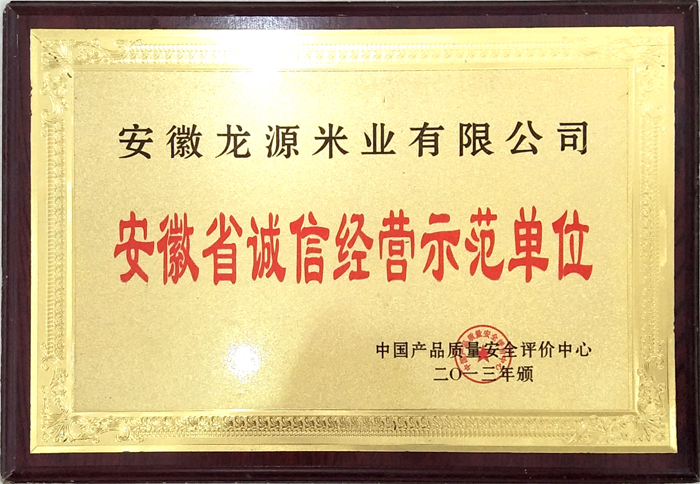 安徽龙源米业有限公司
安徽省诚信经营示范单位
中国产品质量安全评价中心
二〇一三年颁